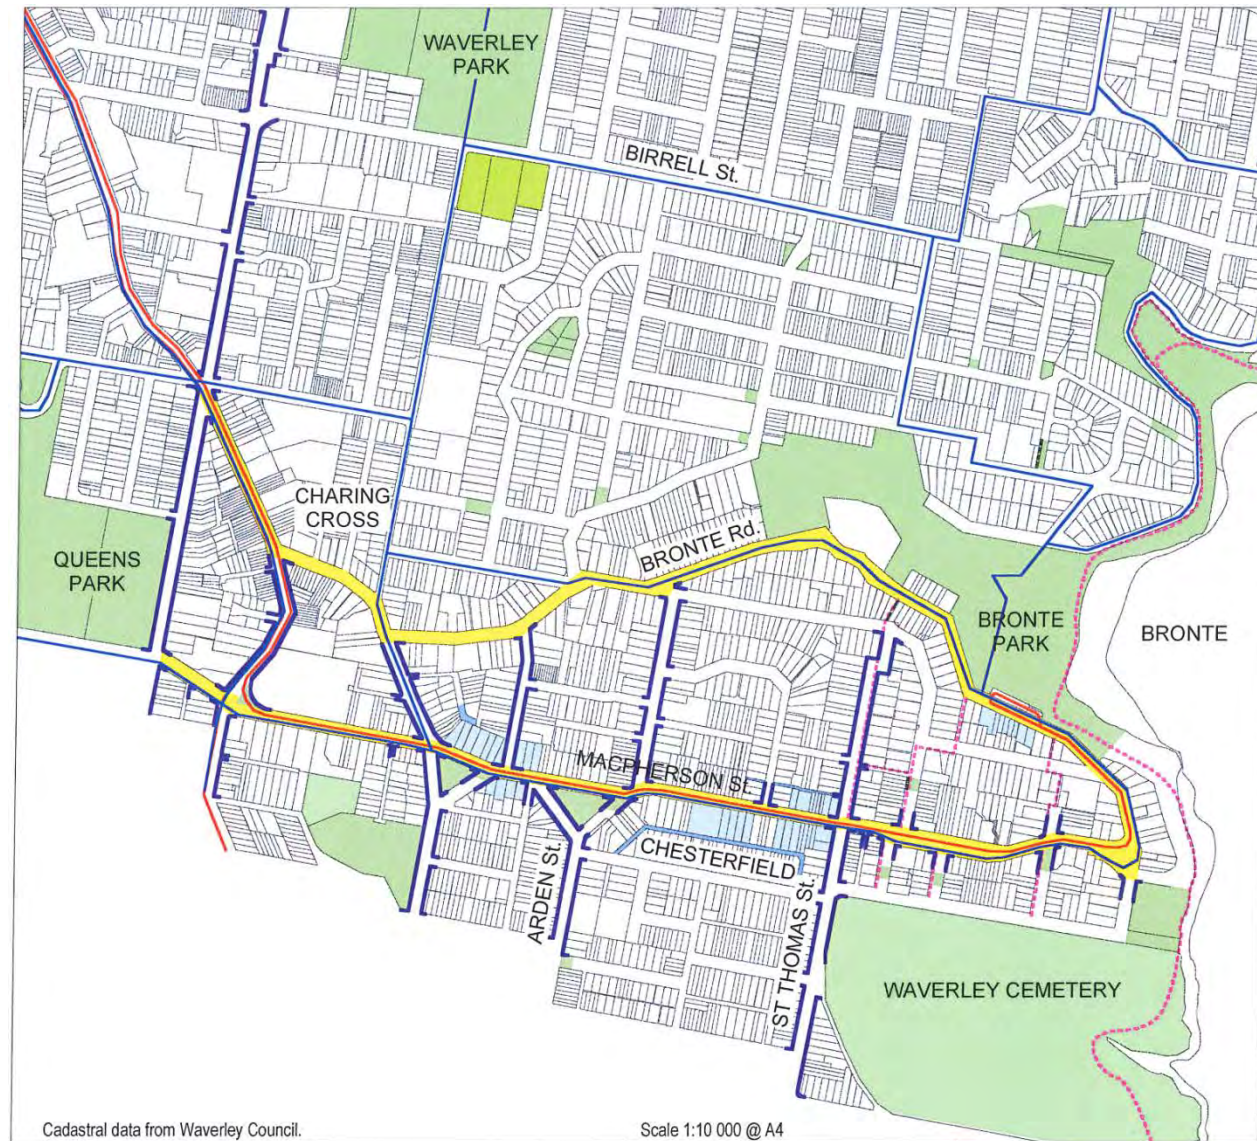 WAVERLEY
PARK
BIRRELL St.
CHARING
CROSS
QUEENS
PARK
BRONTE Rd.
BRONTE
PARK
BRONTE
MACPHERSON St.
CHESTERFIELD
ARDEN St.
ST THOMAS St.
WAVERLEY CEMETERY
Cadastral data from Waverley Council.
Scale 1:10 000 @ A4